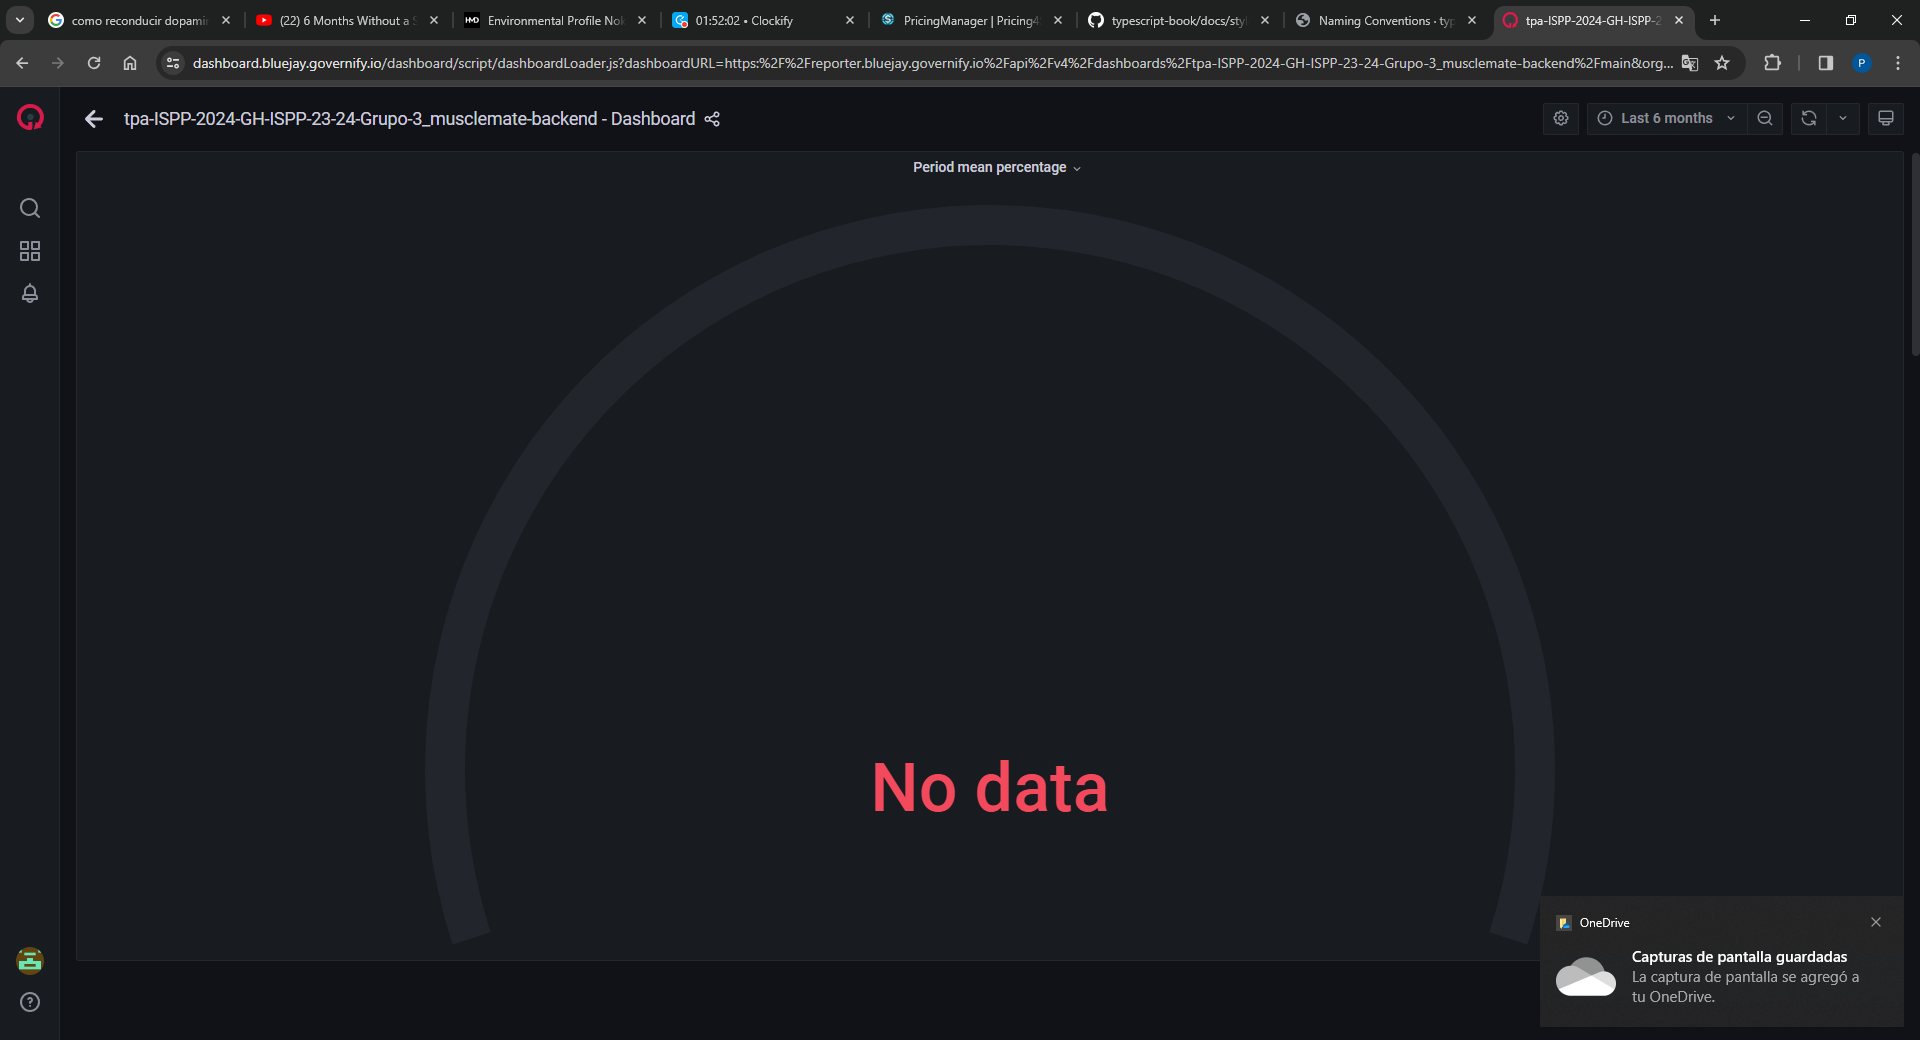 como reconducir dopami
(22) 6 Months Without a S
HMD
Environmental Profile Nok
01:52:02 • Clockify
PricingManager | Pricing4
typescript-book/docs/styl
Naming Conventions · typ
tpa-ISPP-2024-GH-ISPP-2
dashboard.bluejay.governify.io/dashboard/script/dashboardLoader.js?dashboardURL=https:%2F%2Freporter.bluejay.governify.io%2Fapi%2Fv4%2Fdashboards%2Ftpa-ISPP-2024-GH-ISPP-23-24-Grupo-3_musclemate-backend%2Fmain&org...
P
tpa-ISPP-2024-GH-ISPP-23-24-Grupo-3_musclemate-backend - Dashboard
Last 6 months
Period mean percentage
No data
OneDrive
Capturas de pantalla guardadas
La captura de pantalla se agregó a
tu OneDrive.